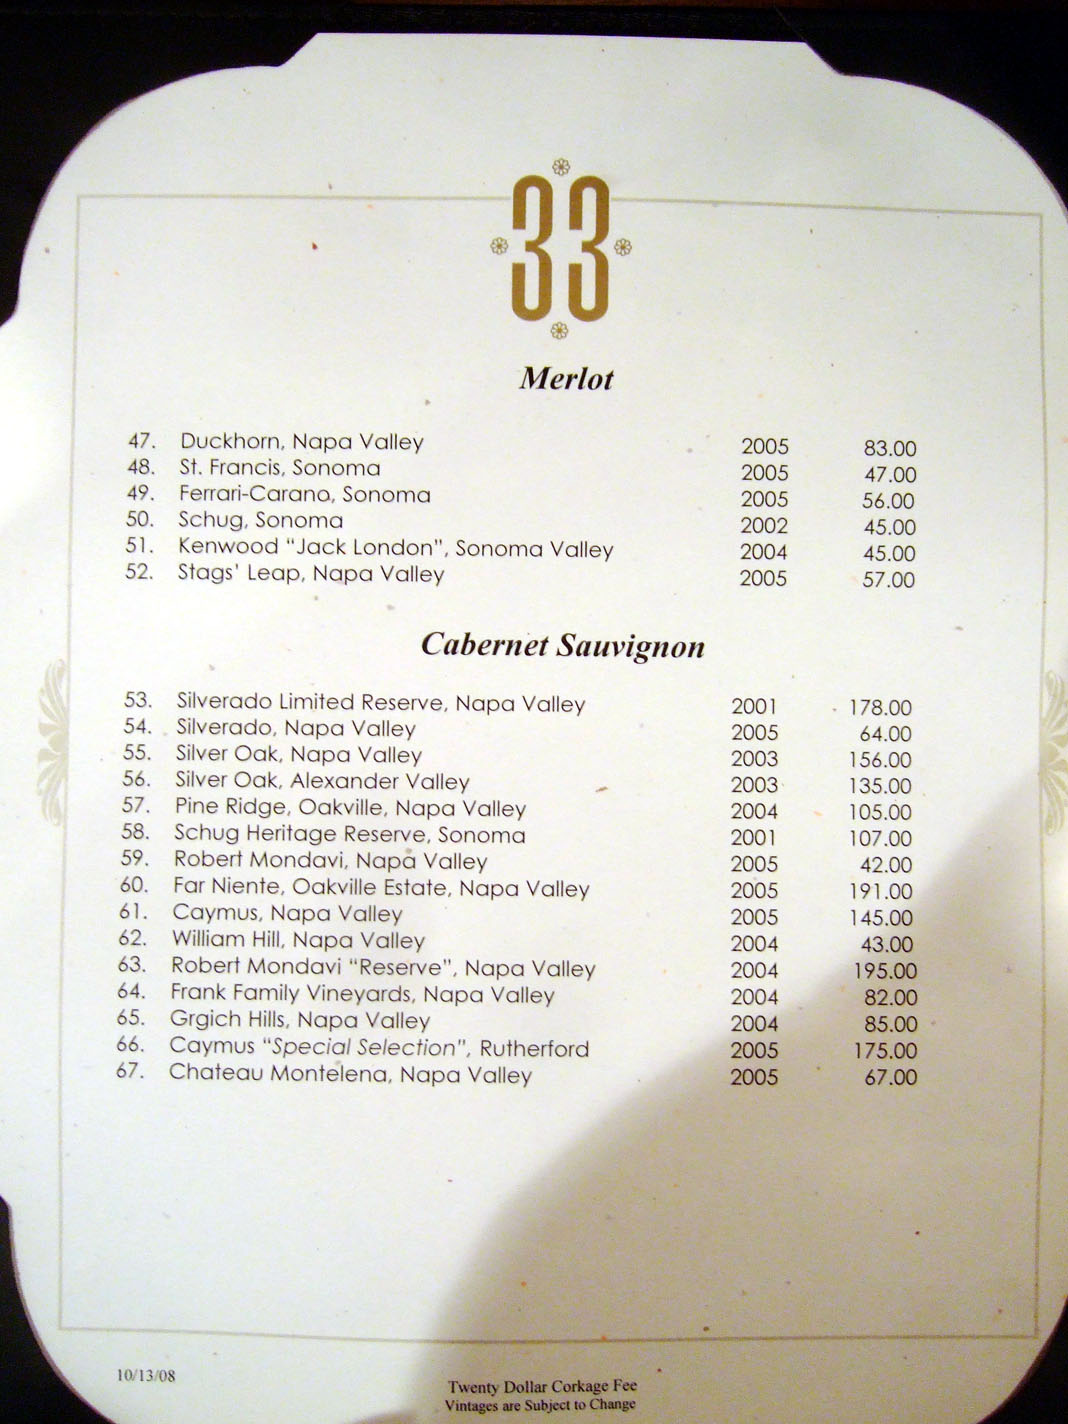 33
Merlot
47. Duckhorn, Napa Valley 2005 83.00
48. St. Francis, Sonoma 2005 47.00
49. Ferrari-Carano, Sonoma 2005 56.00
50. Schug, Sonoma 2002 45.00
51. Kenwood “Jack London”, Sonoma Valley 2004 45.00
52. Stags' Leap, Napa Valley 2005 57.00
Cabernet Sauvignon
53. Silverado Limited Reserve, Napa Valley 2001 178.00
54. Silverado, Napa Valley 2005 64.00
55. Silver Oak, Napa Valley 2003 156.00
56. Silver Oak, Alexander Valley 2003 135.00
57. Pine Ridge, Oakville, Napa Valley 2004 105.00
58. Schug Heritage Reserve, Sonoma 2001 107.00
59. Robert Mondavi, Napa Valley 2005 42.00
60. Far Niente, Oakville Estate, Napa Valley 2005 191.00
61. Caymus, Napa Valley 2005 145.00
62. William Hill, Napa Valley 2004 43.00
63. Robert Mondavi “Reserve”, Napa Valley 2004 195.00
64. Frank Family Vineyards, Napa Valley 2004 82.00
65. Grgich Hills, Napa Valley 2004 85.00
66. Caymus “Special Selection”, Rutherford 2005 175.00
67. Chateau Montelena, Napa Valley 2005 67.00
10/13/08
Twenty Dollar Corkage Fee
Vintages are Subject to Change